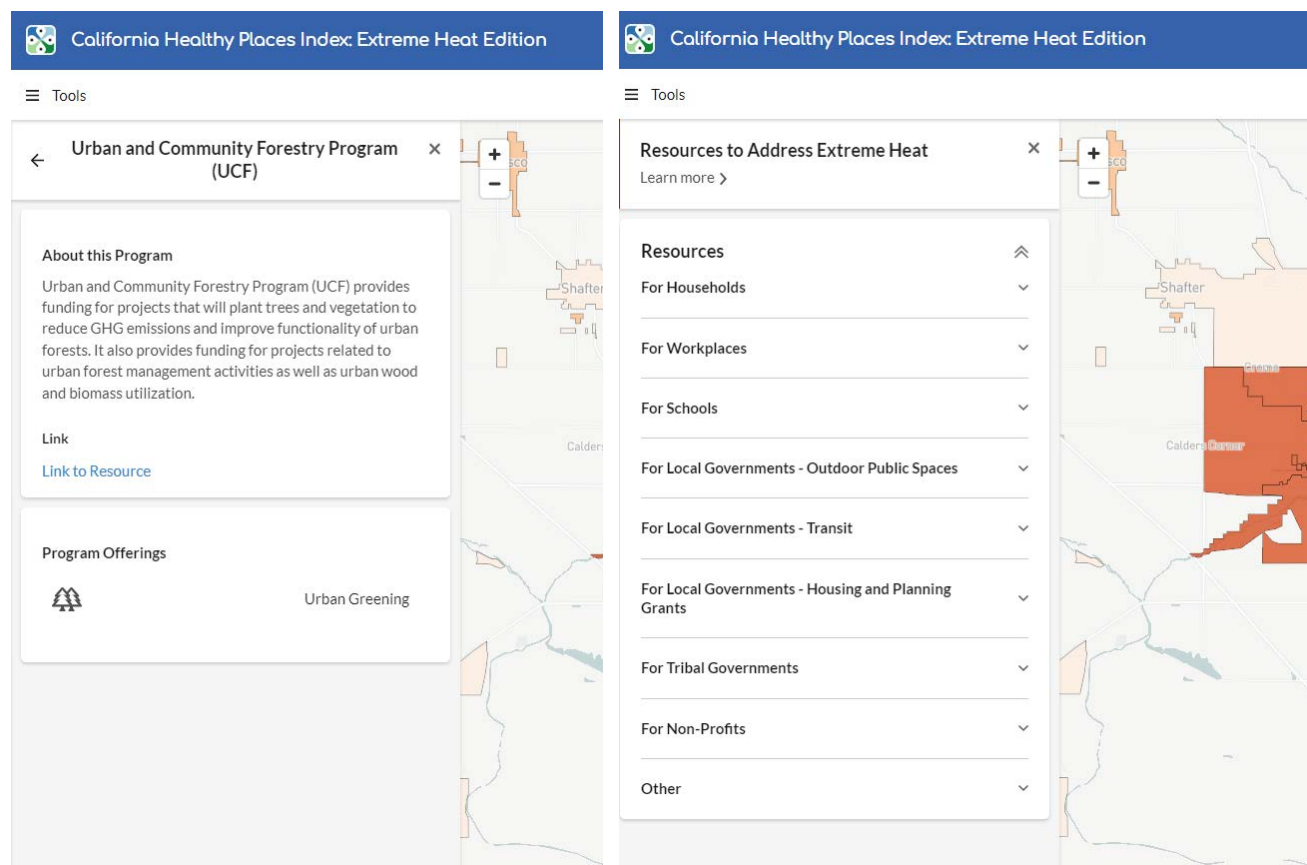 California Healthy Places Index: Extreme Heat Edition
Tools
Urban and Community Forestry Program
(UCF)
About this Program
Urban and Community Forestry Program (UCF) provides
funding for projects that will plant trees and vegetation to
reduce GHG emissions and improve functionality of urban
forests. It also provides funding for projects related to
urban forest management activities as well as urban wood
and biomass utilization.
Link
Link to Resource
Program Offerings
Urban Greening
+
−
sco
Shafter
Calder
California Healthy Places Index: Extreme Heat Edition
Tools
Resources to Address Extreme Heat
Learn more >
Resources
For Households
For Workplaces
For Schools
For Local Governments - Outdoor Public Spaces
For Local Governments - Transit
For Local Governments - Housing and Planning
Grants
For Tribal Governments
For Non-Profits
Other
+
−
sco
Shafter
Calders Corner